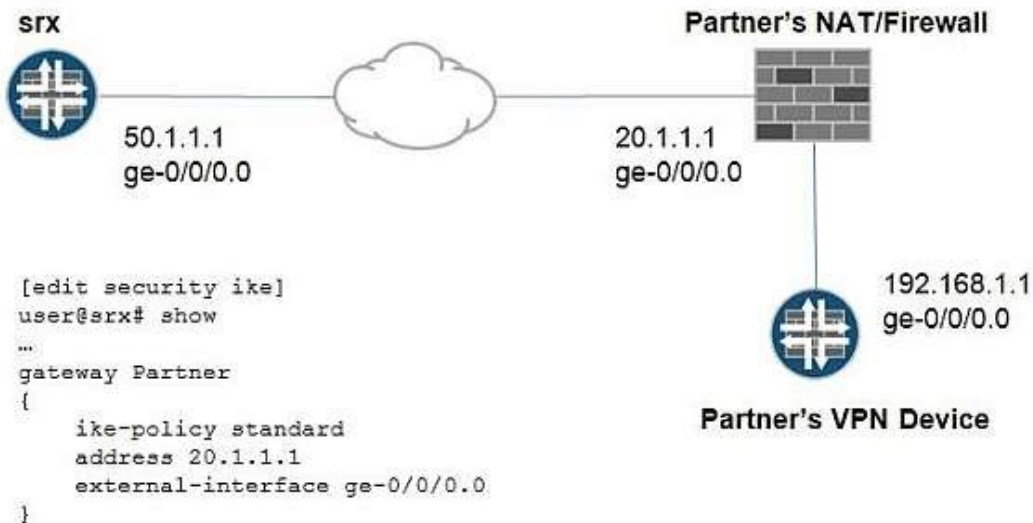 srx
Partner's NAT/Firewall
50.1.1.1
ge-0/0/0.0
20.1.1.1
ge-0/0/0.0
192.168.1.1
ge-0/0/0.0
Partner's VPN Device
[edit security ike]
user@srx# show
…
gateway Partner
{
ike-policy standard
address 20.1.1.1
external-interface ge-0/0/0.0
}